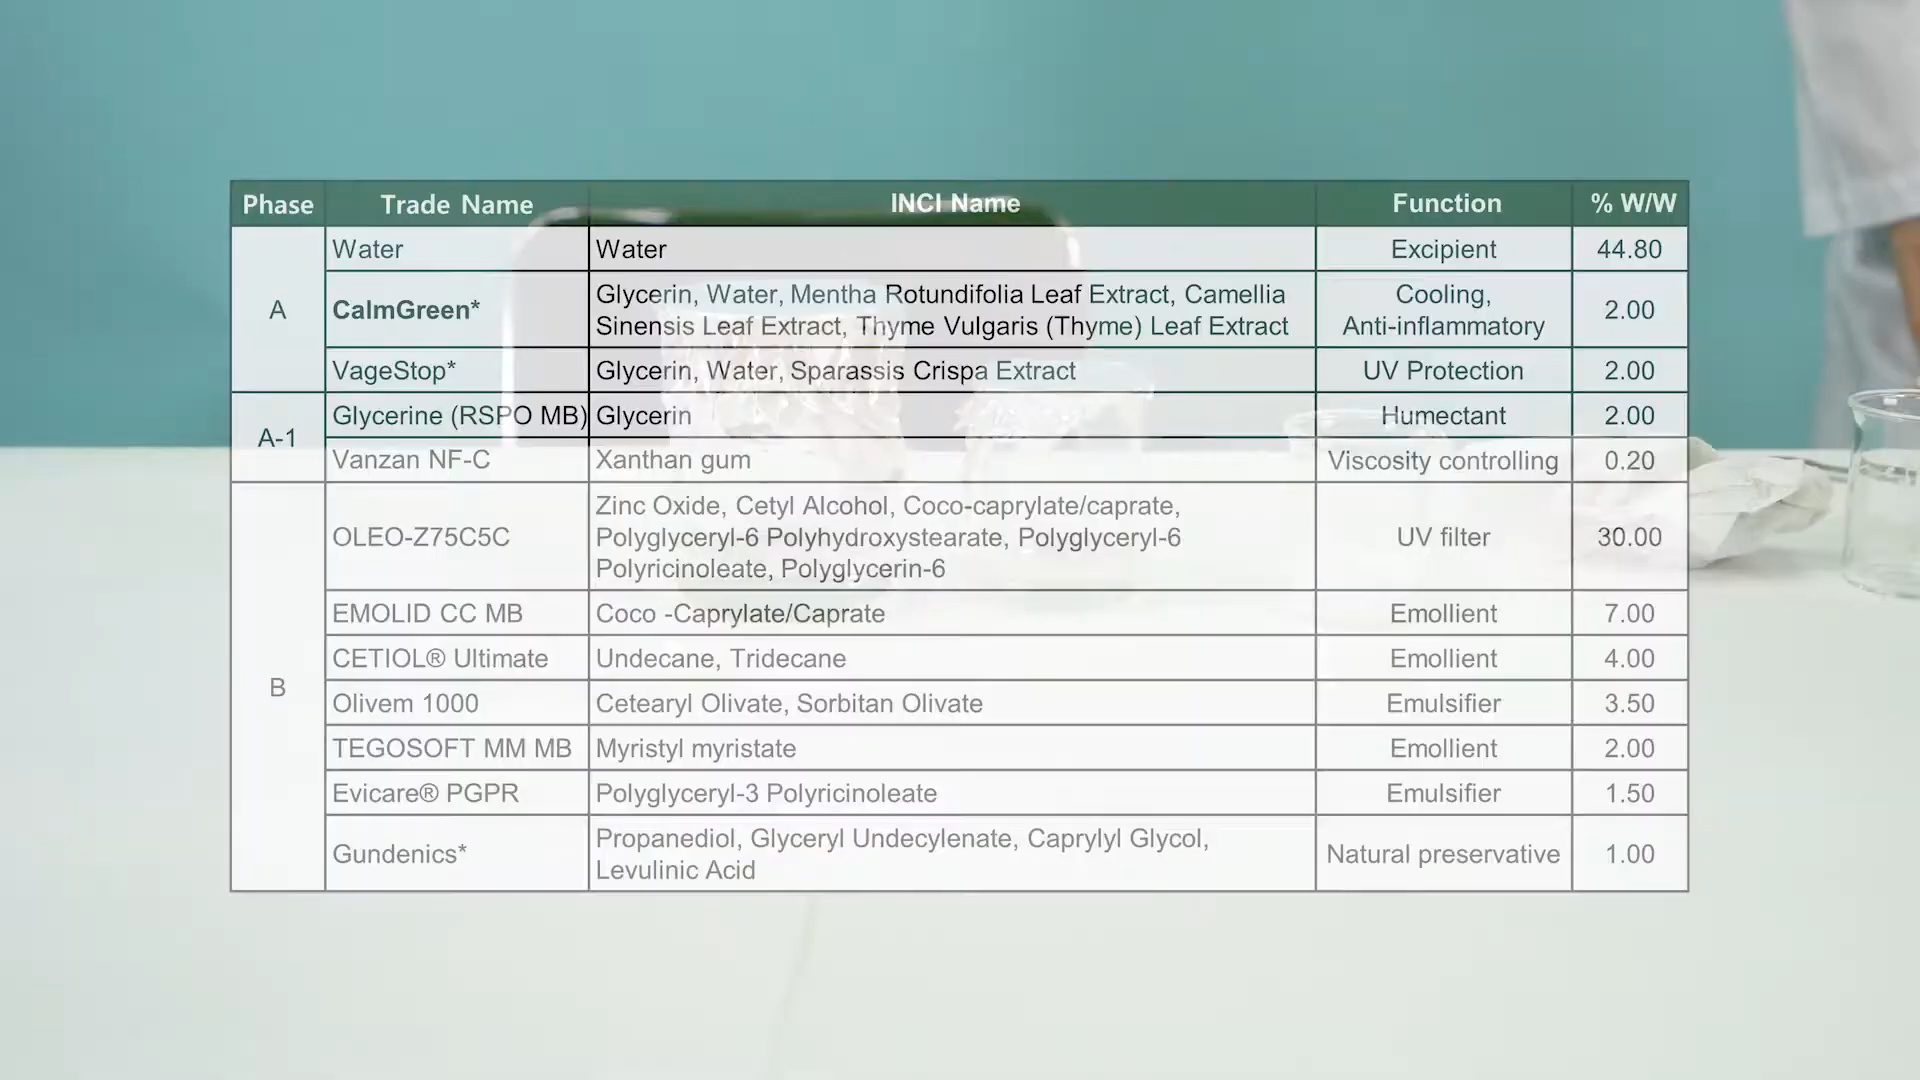 Phase Trade Name INCI Name Function % W/W
A
Water Water Excipient 44.80
CalmGreen* Glycerin, Water, Mentha Rotundifolia Leaf Extract, Camellia
Sinensis Leaf Extract, Thyme Vulgaris (Thyme) Leaf Extract Cooling,
Anti-inflammatory 2.00
VageStop* Glycerin, Water, Sparassis Crispa Extract UV Protection 2.00
A-1
Glycerine (RSPO MB) Glycerin Humectant 2.00
Vanzan NF-C Xanthan gum Viscosity controlling 0.20
B
OLEO-Z75C5C Zinc Oxide, Cetyl Alcohol, Coco-caprylate/caprate,
Polyglyceryl-6 Polyhydroxystearate, Polyglyceryl-6
Polyricinoleate, Polyglycerin-6 UV filter 30.00
EMOLID CC MB Coco -Caprylate/Caprate Emollient 7.00
CETIOL® Ultimate Undecane, Tridecane Emollient 4.00
Olivem 1000 Cetearyl Olivate, Sorbitan Olivate Emulsifier 3.50
TEGOSOFT MM MB Myristyl myristate Emollient 2.00
Evicare® PGPR Polyglyceryl-3 Polyricinoleate Emulsifier 1.50
Gundenics* Propanediol, Glyceryl Undecylenate, Caprylyl Glycol,
Levulinic Acid Natural preservative 1.00